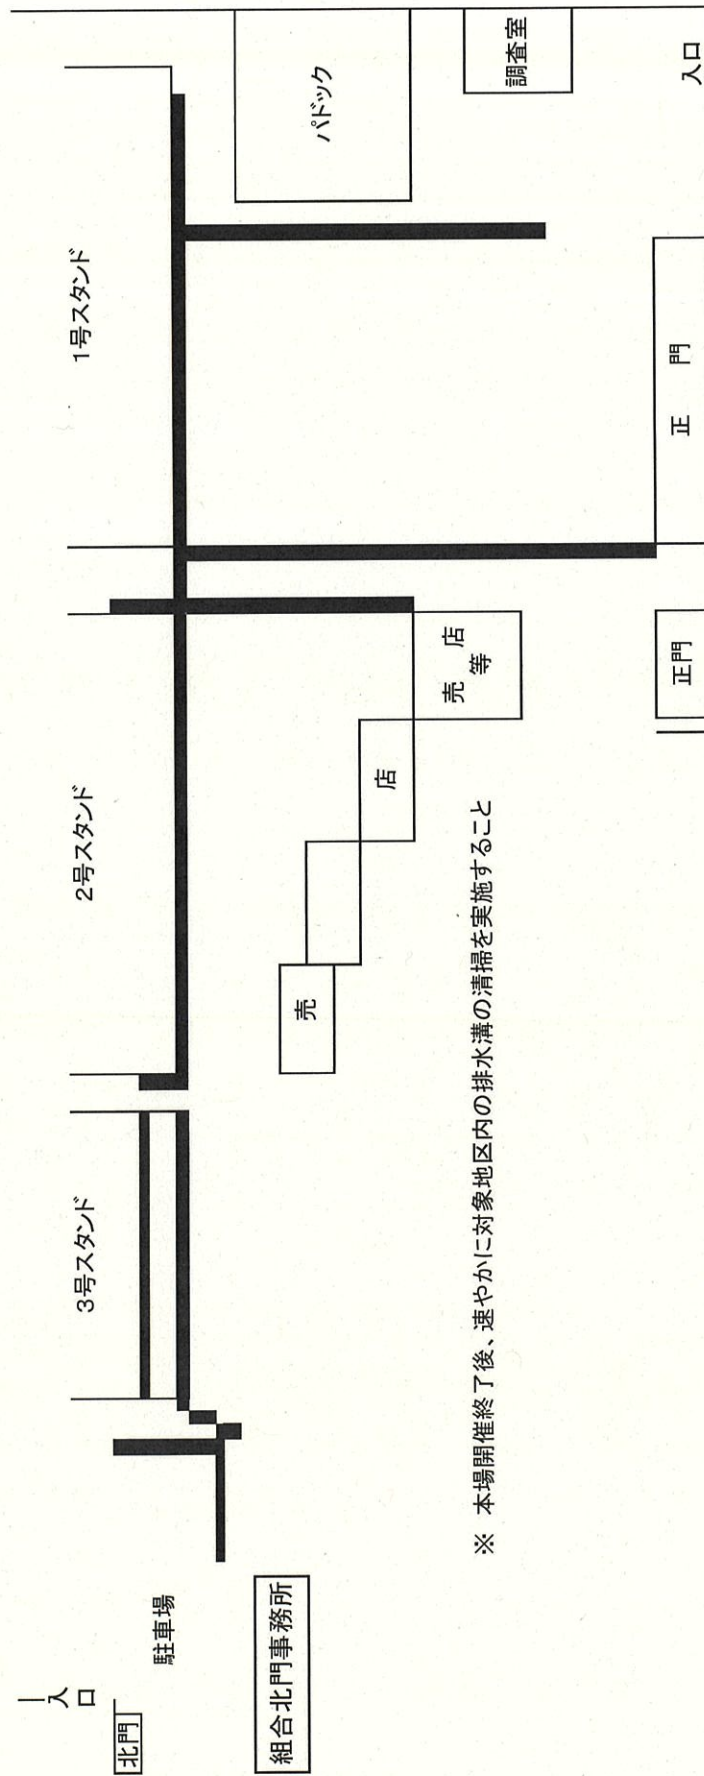 入口
北門
駐車場
組合北門事務所
3号スタンド
2号スタンド
1号スタンド
売
店
売 店
等
パドック
調査室
入口
正門
正 門
※ 本場開催終了後、速やかに対象地区内の排水溝の清掃を実施すること